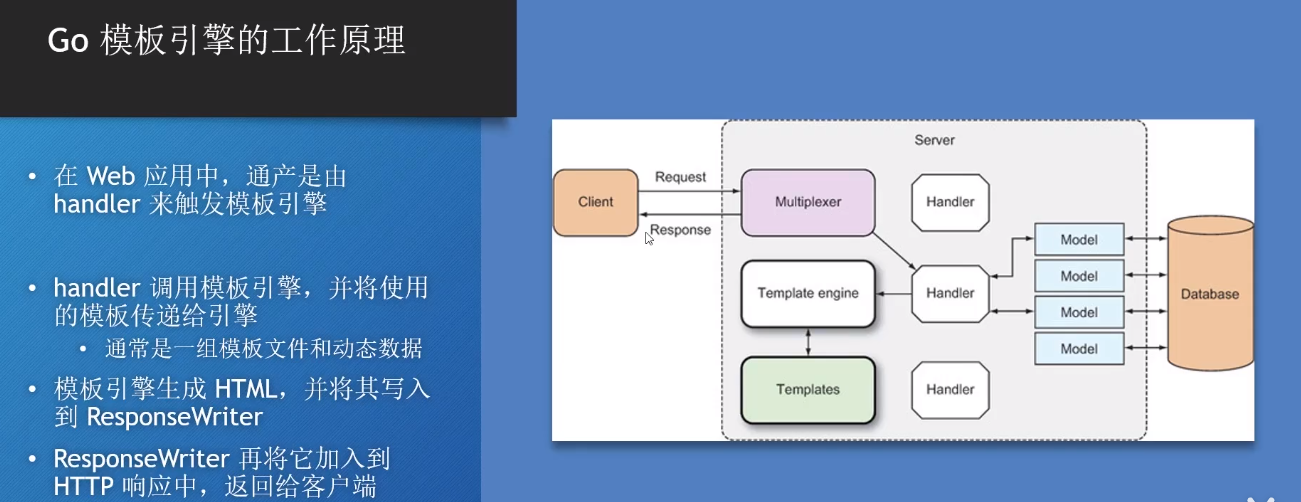 Go 模板引擎的工作原理
• 在 Web 应用中，通产是由
handler 来触发模板引擎
• handler 调用模板引擎，并将使用
的模板传递给引擎
• 通常是一组模板文件和动态数据
• 模板引擎生成 HTML，并将其写入
到 ResponseWriter
• ResponseWriter 再将它加入到
HTTP 响应中，返回给客户端
Server
Client
Request
Response
Multiplexer
Handler
Template engine
Handler
Templates
Handler
Model
Model
Model
Model
Database